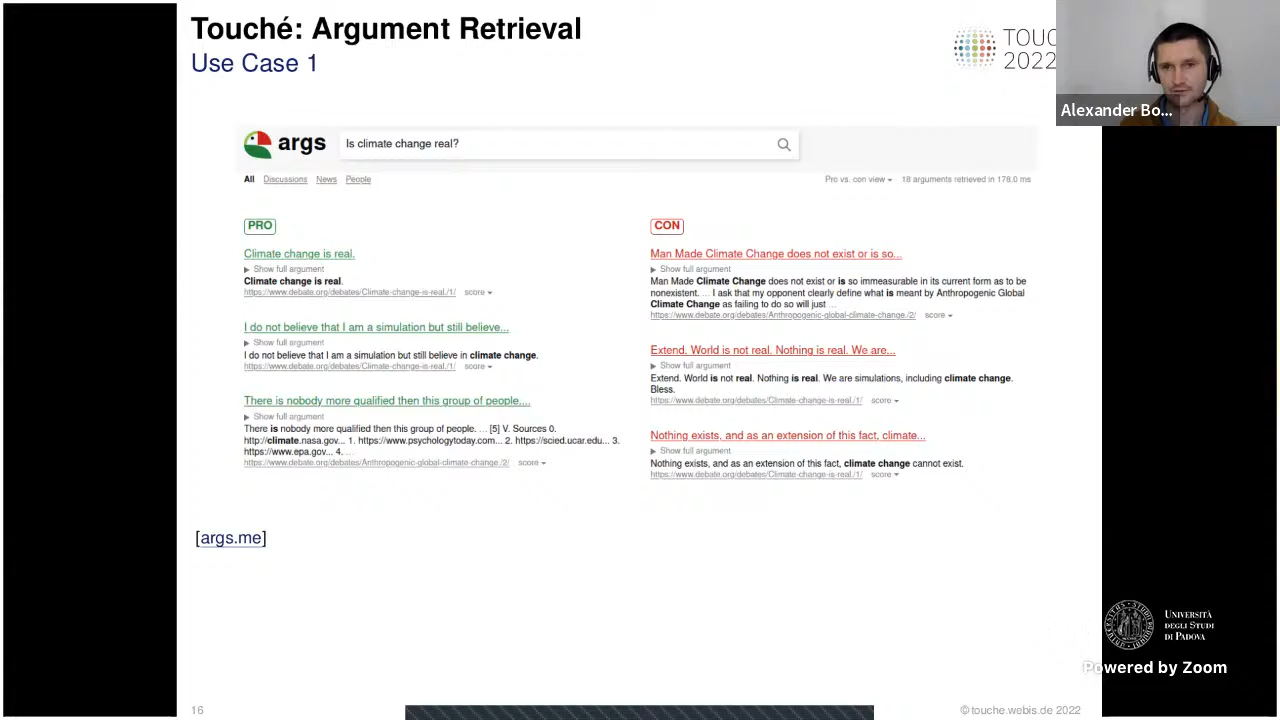 Touché: Argument Retrieval
Use Case 1
TOUC
2022
Alexander Bo...
args
Is climate change real?
All Discussions News People
Pro vs. con view 18 arguments retrieved in 178.0 ms
PRO
Climate change is real.
Show full argument
Climate change is real.
https://www.debate.org/debates/Climate-change-is-real./1/ score
I do not believe that I am a simulation but still believe...
Show full argument
I do not believe that I am a simulation but still believe in climate change.
https://www.debate.org/debates/Climate-change-is-real./1/ score
There is nobody more qualified then this group of people....
Show full argument
There is nobody more qualified then this group of people. ... [5] V. Sources 0.
http://climate.nasa.gov... 1. https://www.psychologytoday.com... 2. https://scied.ucar.edu... 3.
https://www.epa.gov... 4. ...
https://www.debate.org/debates/Anthropogenic-global-climate-change./2/ score
CON
Man Made Climate Change does not exist or is so...
Show full argument
Man Made Climate Change does not exist or is so immeasurable in its current form as to be
nonexistent. ... I ask that my opponent clearly define what is meant by Anthropogenic Global
Climate Change as failing to do so will just ...
https://www.debate.org/debates/Anthropogenic-global-climate-change./2/ score
Extend. World is not real. Nothing is real. We are...
Show full argument
Extend. World is not real. Nothing is real. We are simulations, including climate change.
Bless.
https://www.debate.org/debates/Climate-change-is-real./1/ score
Nothing exists, and as an extension of this fact, climate...
Show full argument
Nothing exists, and as an extension of this fact, climate change cannot exist.
https://www.debate.org/debates/Climate-change-is-real./1/ score
[args.me]
UNIVERSITÀ
DEGLI STUDI
DI PADOVA
Powered by Zoom
16
©touche.webis.de 2022